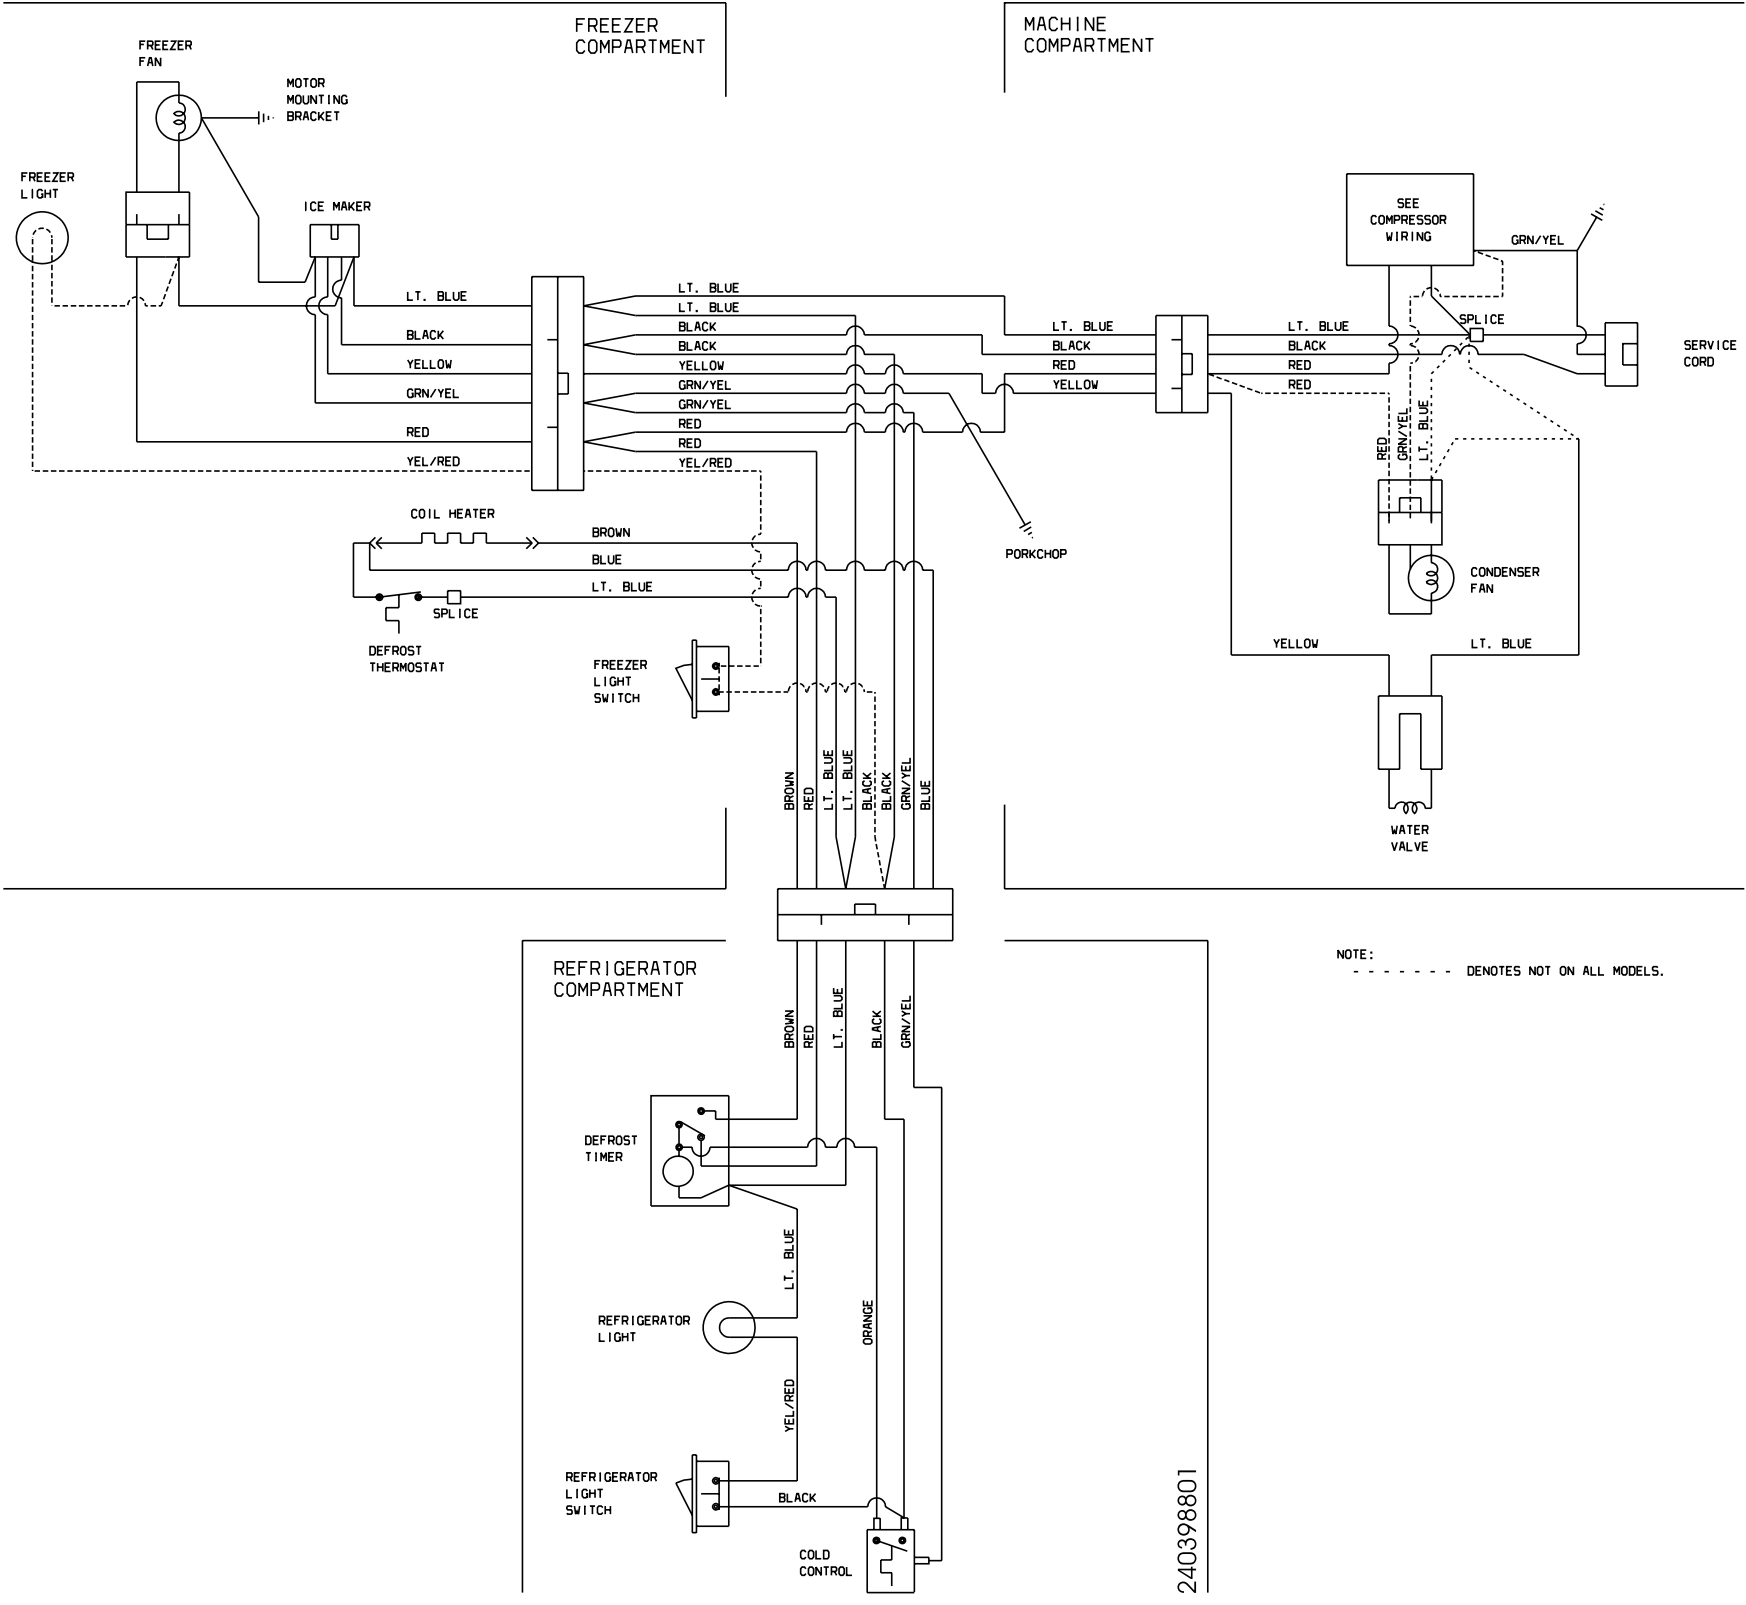 FREEZER
COMPARTMENT
MACHINE
COMPARTMENT
FREEZER
FAN
MOTOR
MOUNTING
BRACKET
FREEZER
LIGHT
ICE MAKER
SEE
COMPRESSOR
WIRING
GRN/YEL
LT. BLUE
BLACK
YELLOW
GRN/YEL
RED
YEL/RED
LT. BLUE
LT. BLUE
BLACK
BLACK
YELLOW
GRN/YEL
GRN/YEL
RED
RED
YEL/RED
LT. BLUE
BLACK
RED
YELLOW
LT. BLUE
BLACK
RED
RED
SPLICE
SERVICE
CORD
RED
GRN/YEL
LT. BLUE
COIL HEATER
BROWN
BLUE
LT. BLUE
SPLICE
DEFROST
THERMOSTAT
PORKCHOP
CONDENSER
FAN
FREEZER
LIGHT
SWITCH
YELLOW
LT. BLUE
BROWN
RED
LT. BLUE
LT. BLUE
BLACK
BLACK
GRN/YEL
BLUE
WATER
VALVE
REFRIGERATOR
COMPARTMENT
NOTE:
DENOTES NOT ON ALL MODELS.
BROWN
RED
LT. BLUE
BLACK
GRN/YEL
DEFROST
TIMER
LT. BLUE
REFRIGERATOR
LIGHT
ORANGE
YEL/RED
REFRIGERATOR
LIGHT
SWITCH
BLACK
COLD
CONTROL
240398801